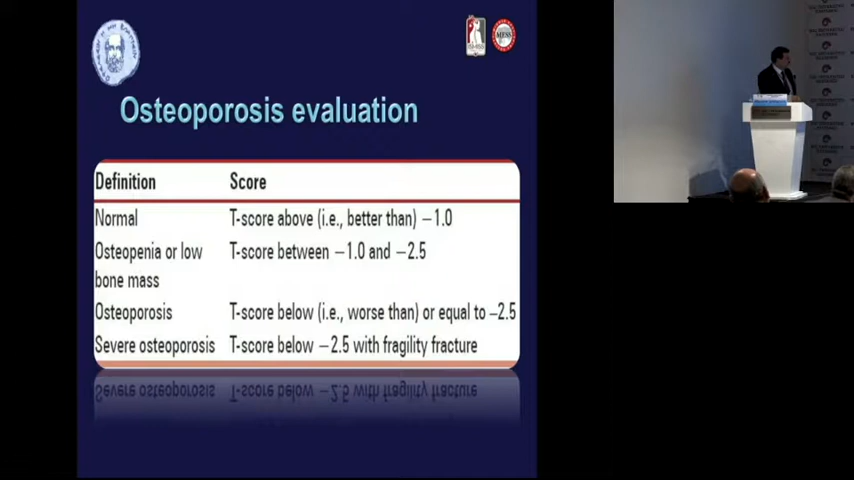 MESS
Osteoporosis evaluation
Definition Score
Normal T-score above (i.e., better than) −1.0
Osteopenia or low T-score between −1.0 and −2.5
bone mass
Osteoporosis T-score below (i.e., worse than) or equal to −2.5
Severe osteoporosis T-score below −2.5 with fragility fracture